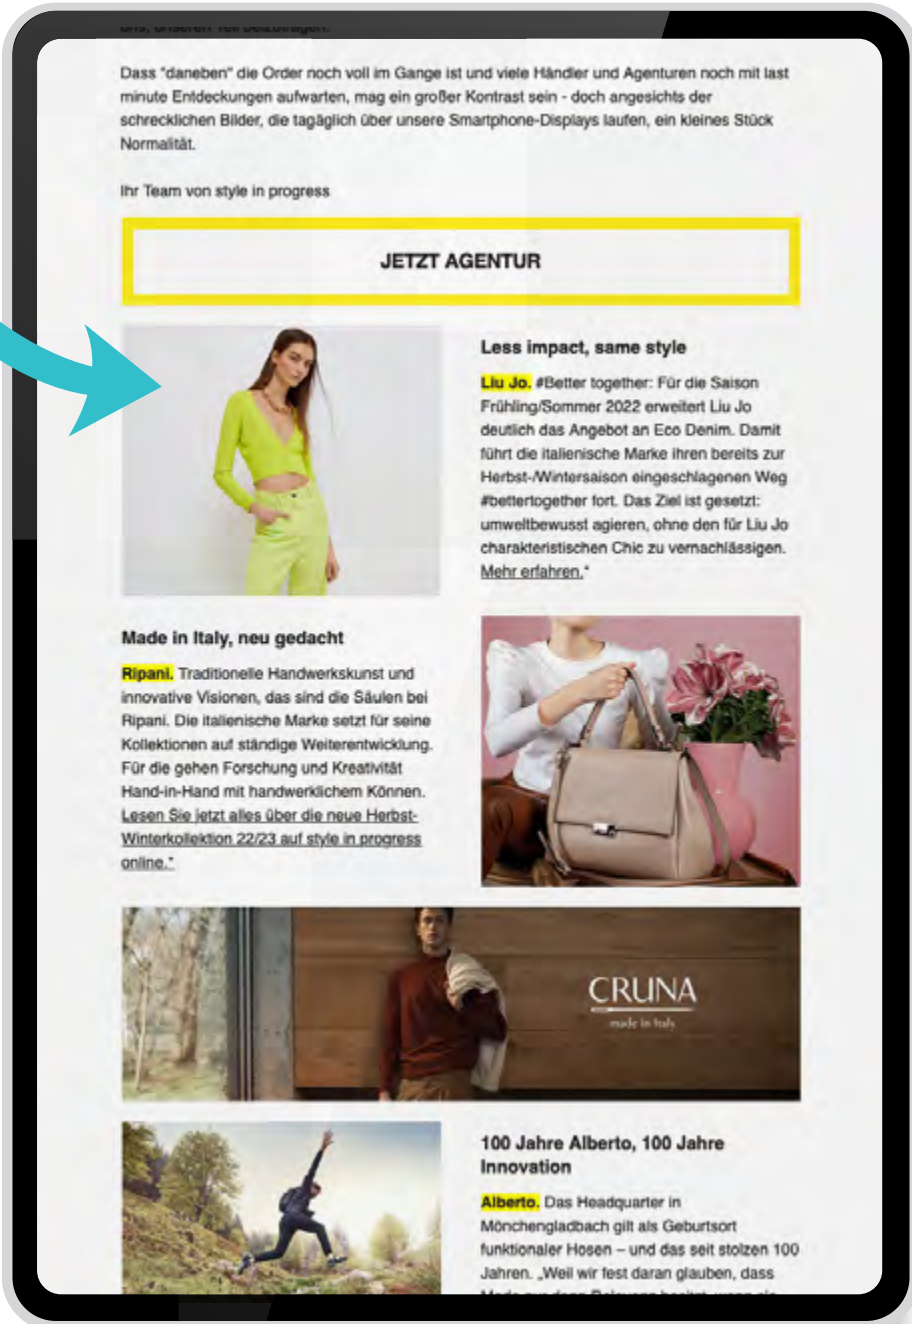 uns, unseren Teil beizutragen.
Dass "daneben" die Order noch voll im Gange ist und viele Händler und Agenturen noch mit last
minute Entdeckungen aufwarten, mag ein großer Kontrast sein - doch angesichts der
schrecklichen Bilder, die tagäglich über unsere Smartphone-Displays laufen, ein kleines Stück
Normalität.
Ihr Team von style in progress
JETZT AGENTUR
Less impact, same style
Liu Jo. #Better together: Für die Saison
Frühling/Sommer 2022 erweitert Liu Jo
deutlich das Angebot an Eco Denim. Damit
führt die italienische Marke ihren bereits zur
Herbst-/Wintersaison eingeschlagenen Weg
#bettertogether fort. Das Ziel ist gesetzt:
umweltbewusst agieren, ohne den für Liu Jo
charakteristischen Chic zu vernachlässigen.
Mehr erfahren.*
Made in Italy, neu gedacht
Ripani. Traditionelle Handwerkskunst und
innovative Visionen, das sind die Säulen bei
Ripani. Die italienische Marke setzt für seine
Kollektionen auf ständige Weiterentwicklung.
Für die gehen Forschung und Kreativität
Hand-in-Hand mit handwerklichem Können.
Lesen Sie jetzt alles über die neue Herbst-
Winterkollektion 22/23 auf style in progress
online.*
CRUNA
made in Italy
100 Jahre Alberto, 100 Jahre
Innovation
Alberto. Das Headquarter in
Mönchengladbach gilt als Geburtsort
funktionaler Hosen – und das seit stolzen 100
Jahren. „Weil wir fest daran glauben, dass